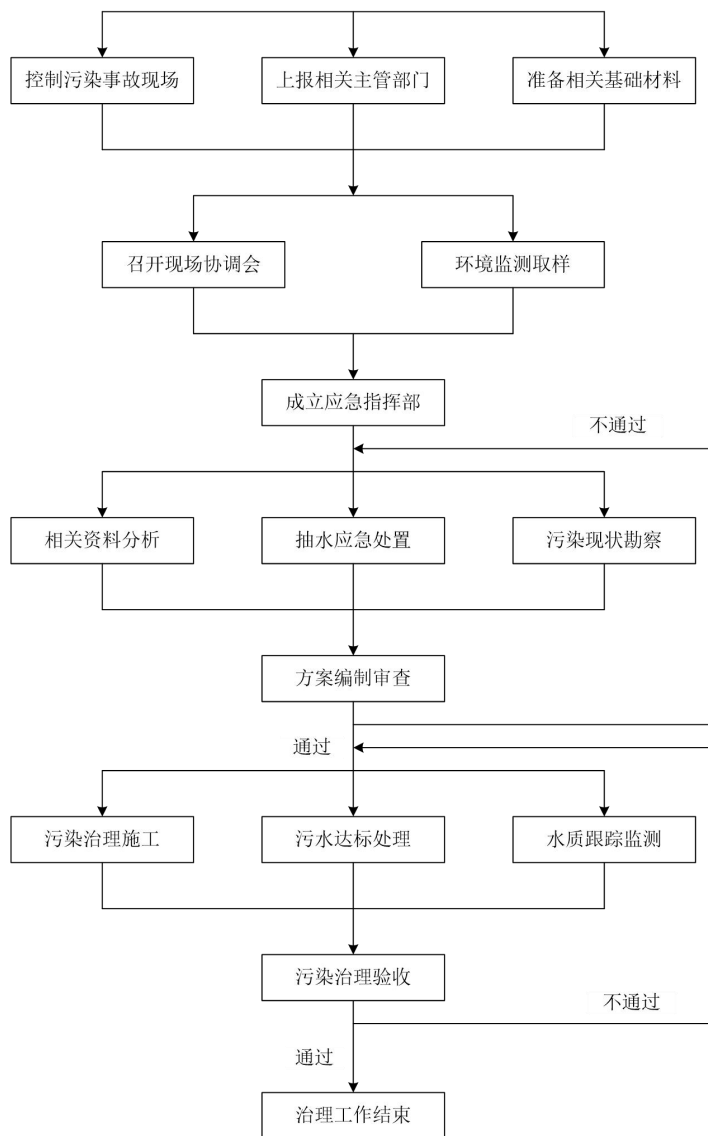 控制污染事故现场
上报相关主管部门
准备相关基础材料
召开现场协调会
环境监测取样
成立应急指挥部
不通过
相关资料分析
抽水应急处置
污染现状勘察
方案编制审查
通过
污染治理施工
污水达标处理
水质跟踪监测
污染治理验收
不通过
通过
治理工作结束